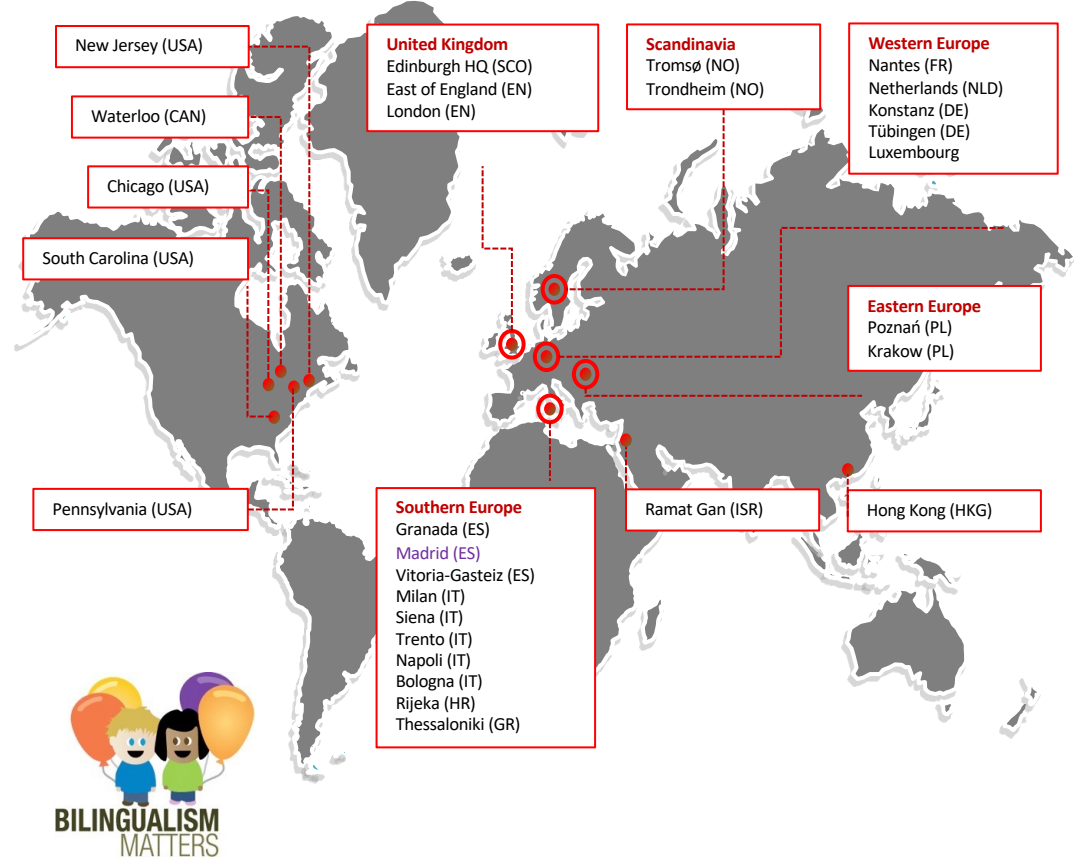 New Jersey (USA)
Waterloo (CAN)
Chicago (USA)
South Carolina (USA)
Pennsylvania (USA)
United Kingdom
Edinburgh HQ (SCO)
East of England (EN)
London (EN)
Scandinavia
Tromsø (NO)
Trondheim (NO)
Western Europe
Nantes (FR)
Netherlands (NLD)
Konstanz (DE)
Tübingen (DE)
Luxembourg
Eastern Europe
Poznań (PL)
Krakow (PL)
Southern Europe
Granada (ES)
Madrid (ES)
Vitoria-Gasteiz (ES)
Milan (IT)
Siena (IT)
Trento (IT)
Napoli (IT)
Bologna (IT)
Rijeka (HR)
Thessaloniki (GR)
Ramat Gan (ISR)
Hong Kong (HKG)
BILINGUALISM
MATTERS